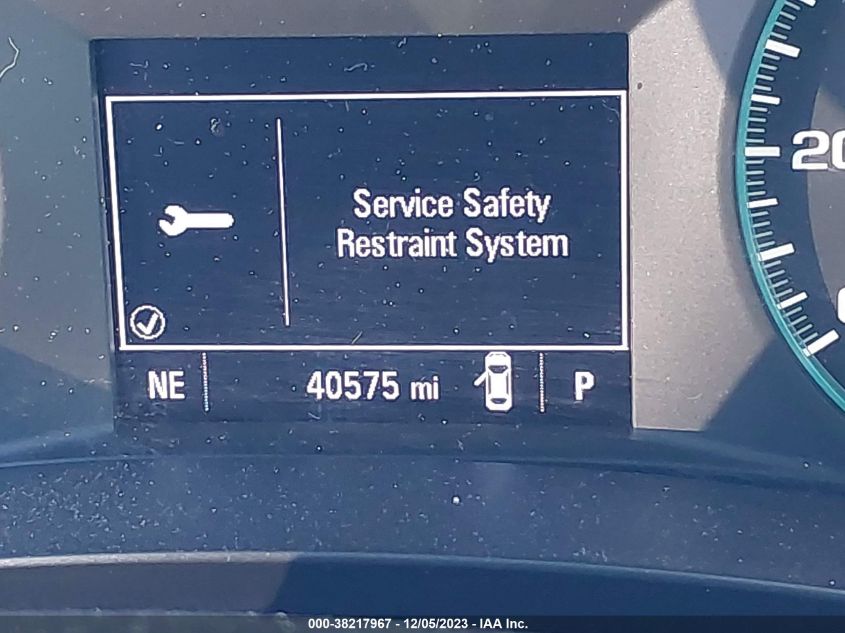 Service Safety
Restraint System
NE 40575 mi P
20
000-38217967 - 12/05/2023 - IAA Inc.